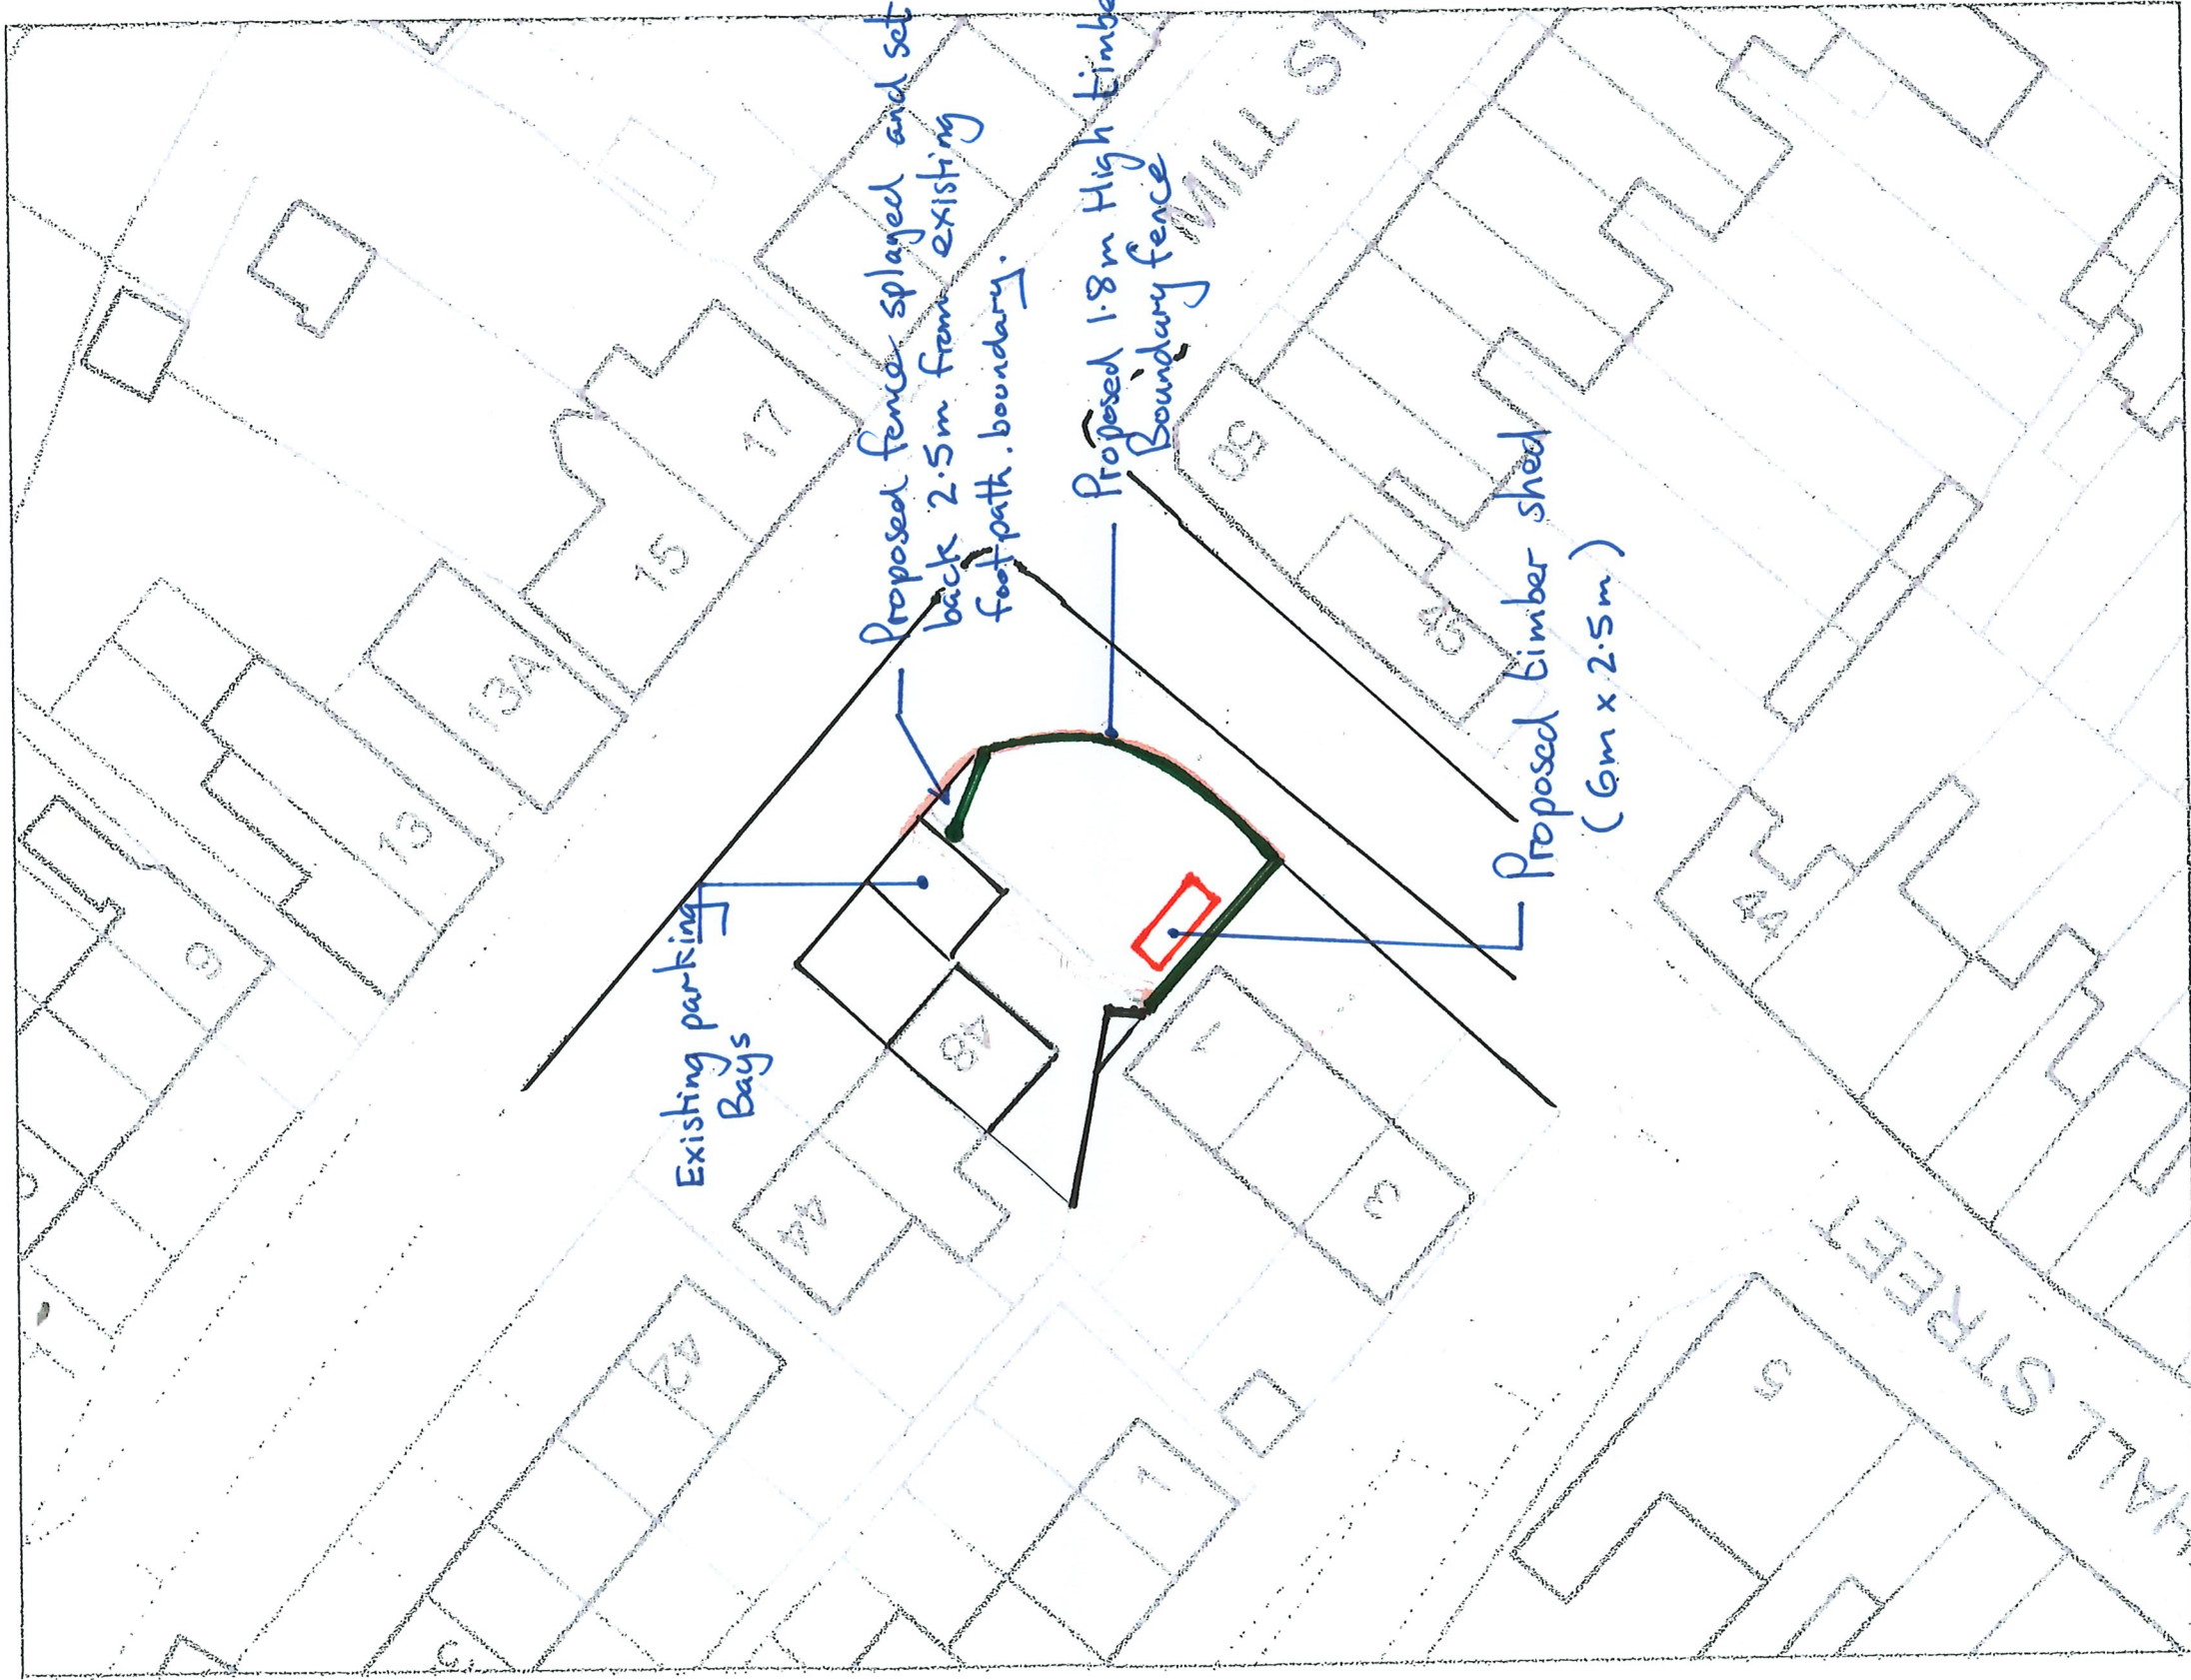 Proposed fence splayed and set
back 2.5m from existing
footpath boundary.
Proposed 1.8m High timbe
Boundary fence
Existing parking
Bays
Proposed timber shed
(6m x 2.5m)
MILL ST
HALL STREET
9
13
13A
15
17
50
44
48
44
42
1
3
1
5